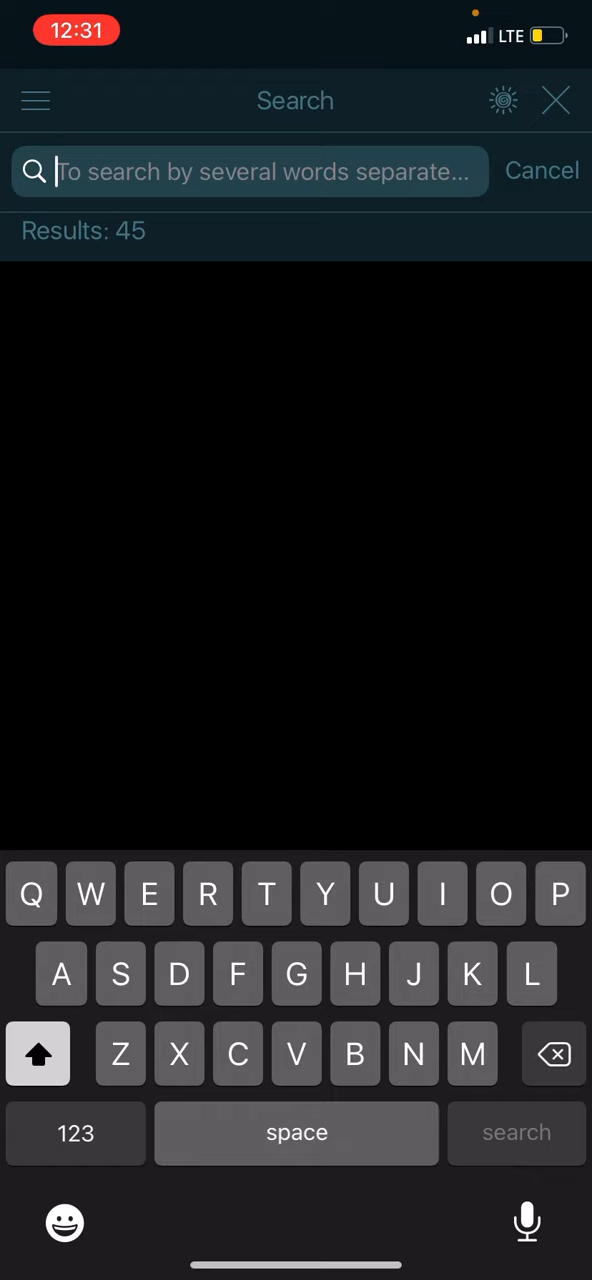 12:31
LTE
Search
To search by several words separate...
Cancel
Results: 45
Q W E R T Y U I O P
A S D F G H J K L
Z X C V B N M
123
space
search